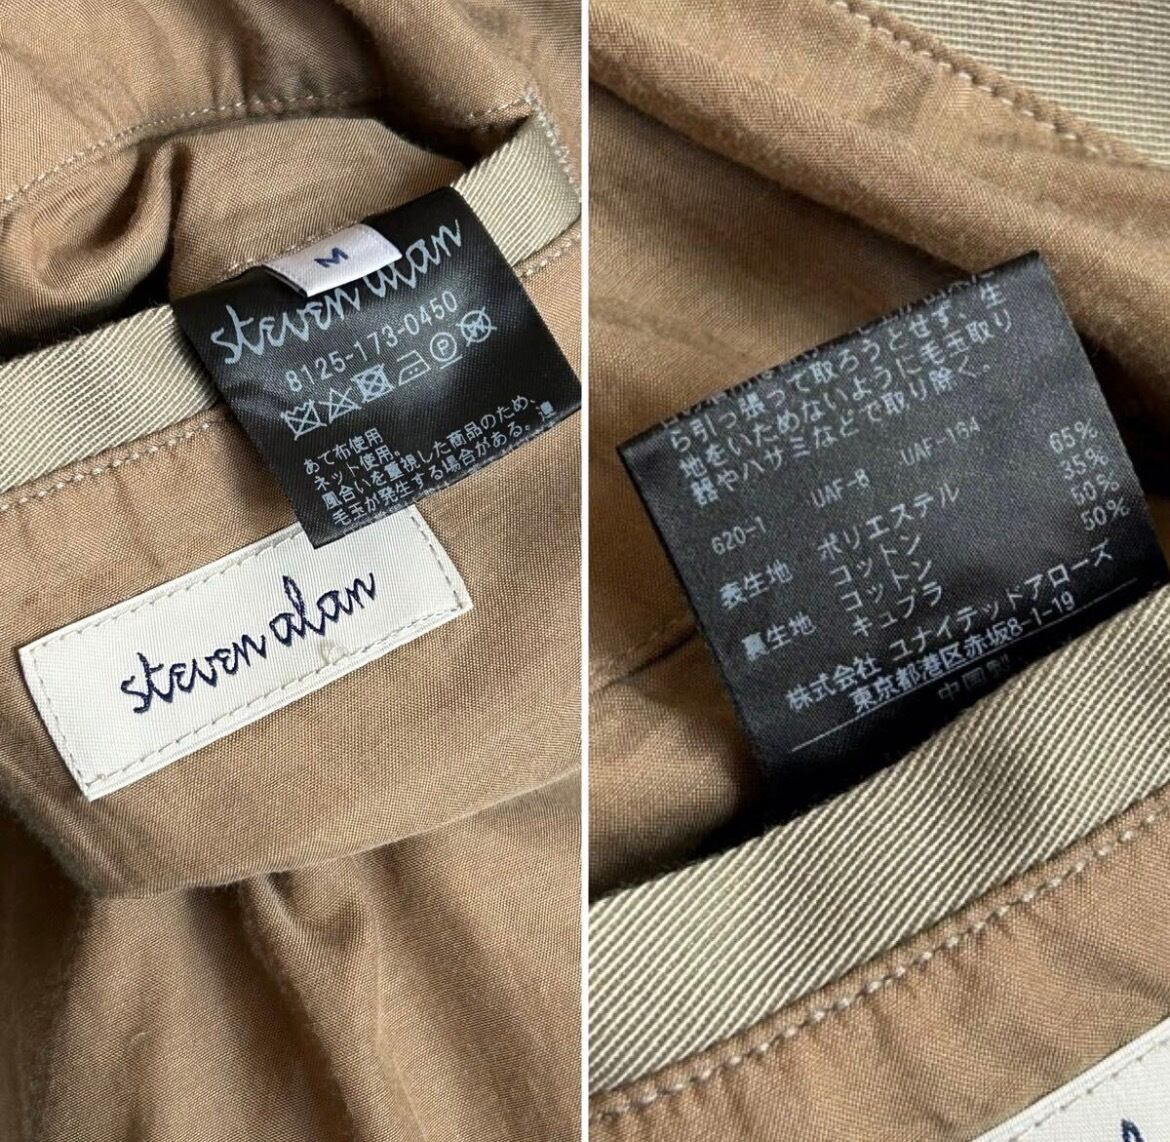 M
steven alan
8125-173-0450
P
W
あて布使用
ネット使用。
風合いを重視した商品のため、
毛玉が発生する場合がある。
steven alan
ら引っ張って取ろうとせず、生
地をいためないように毛玉取り
器やハサミなどで取り除く。
620-1 UAF-8 UAF-164
表生地 ポリエステル 65%
コットン 35%
裏生地 コットン 50%
キュプラ 50%
株式会社 ユナイテッドアローズ
東京都港区赤坂8-1-19
中国製